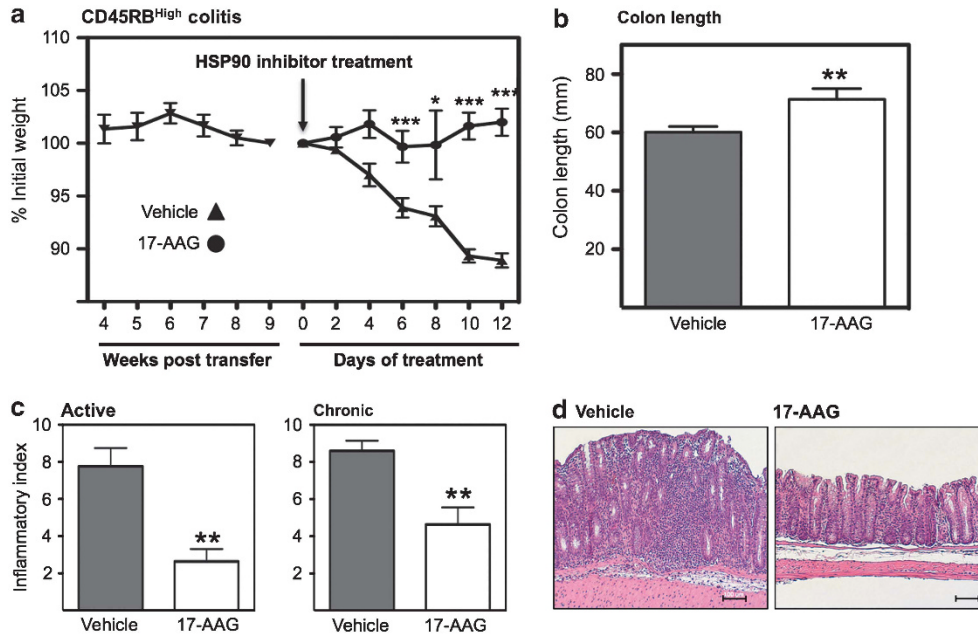 a CD45RBHigh colitis
110
105
100
95
90
% Initial weight
HSP90 inhibitor treatment
*** * *** ***
Vehicle
17-AAG
4 5 6 7 8 9 0 2 4 6 8 10 12
Weeks post transfer Days of treatment
b Colon length
80
60
40
20
Colon length (mm)
**
Vehicle 17-AAG
c Active
10
8
6
4
2
Inflammatory index
**
Vehicle 17-AAG
Chronic
10
8
6
4
2
**
Vehicle 17-AAG
d Vehicle 17-AAG